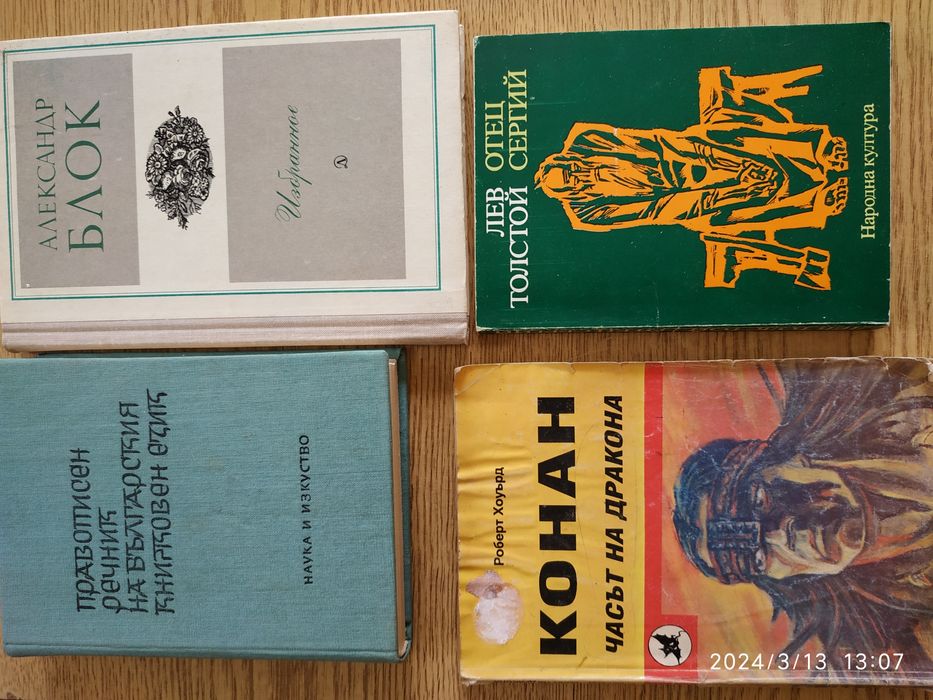 АЛЕКСАНДР
БЛОК
Избранное
ЛЕВ
ТОЛСТОЙ
ОТЕЦ
СЕРГИЙ
Народна култура
ПРАВОПИСЕН
РЕЧНИК
НА БЪЛГАРСКИЯ
КНИЖОВЕН ЕЗИК
НАУКА И ИЗКУСТВО
Роберт Хоуърд
КОНАН
ЧАСЪТ НА ДРАКОНА
2024/3/13 13:07